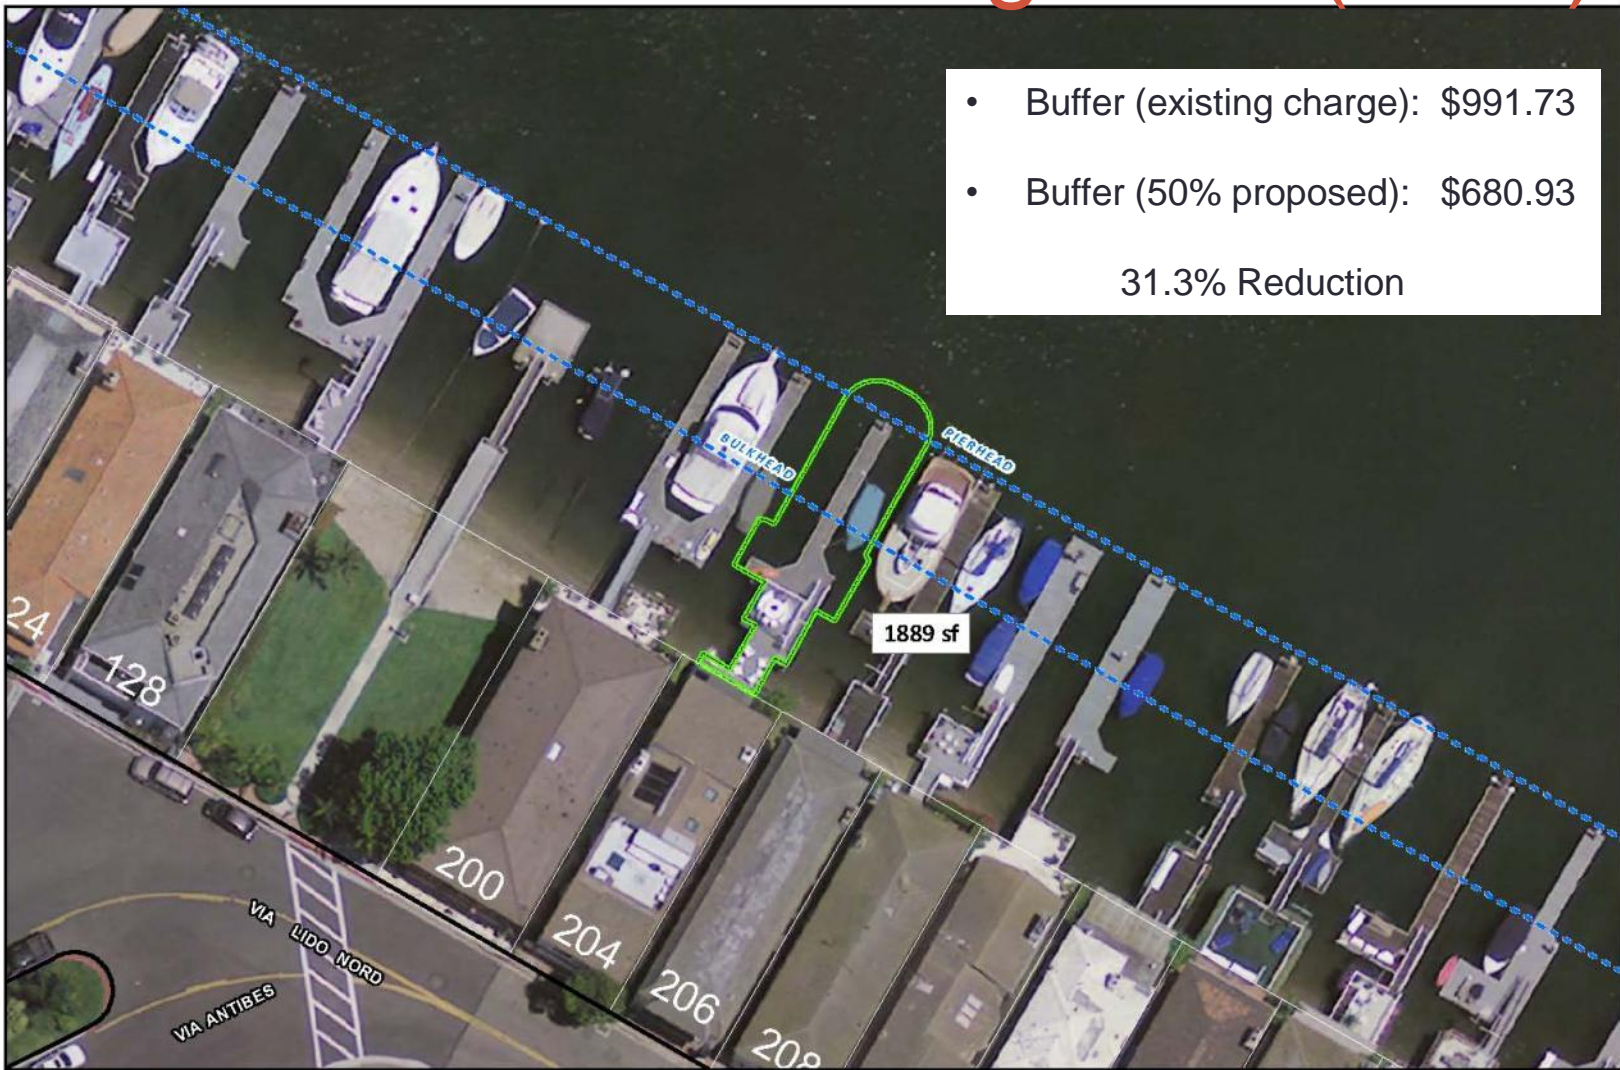 • Buffer (existing charge): $991.73
• Buffer (50% proposed): $680.93
31.3% Reduction
BULKHEAD
PIERHEAD
1889 sf
24
128
200
204
206
208
VIA LIDO NORD
VIA ANTIBES